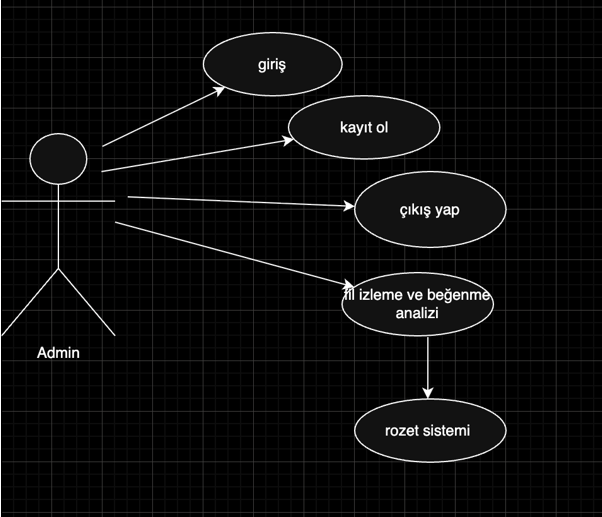 giriş
kayıt ol
çıkış yap
fil izleme ve beğenme
analizi
Admin
rozet sistemi